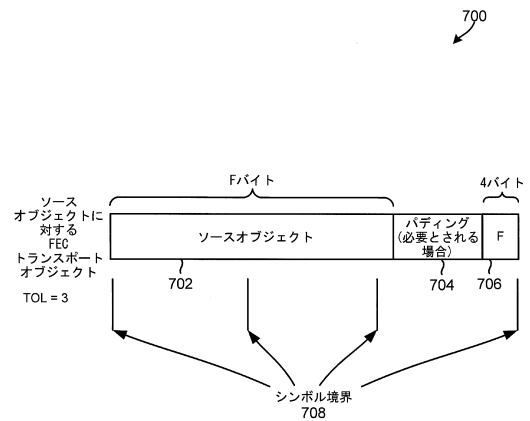 700
Fバイト
4バイト
ソース
オブジェクトに
対する
FEC
トランスポート
オブジェクト
TOL = 3
ソースオブジェクト
パディング
(必要とされる
場合)
F
702
704
706
シンボル境界
708